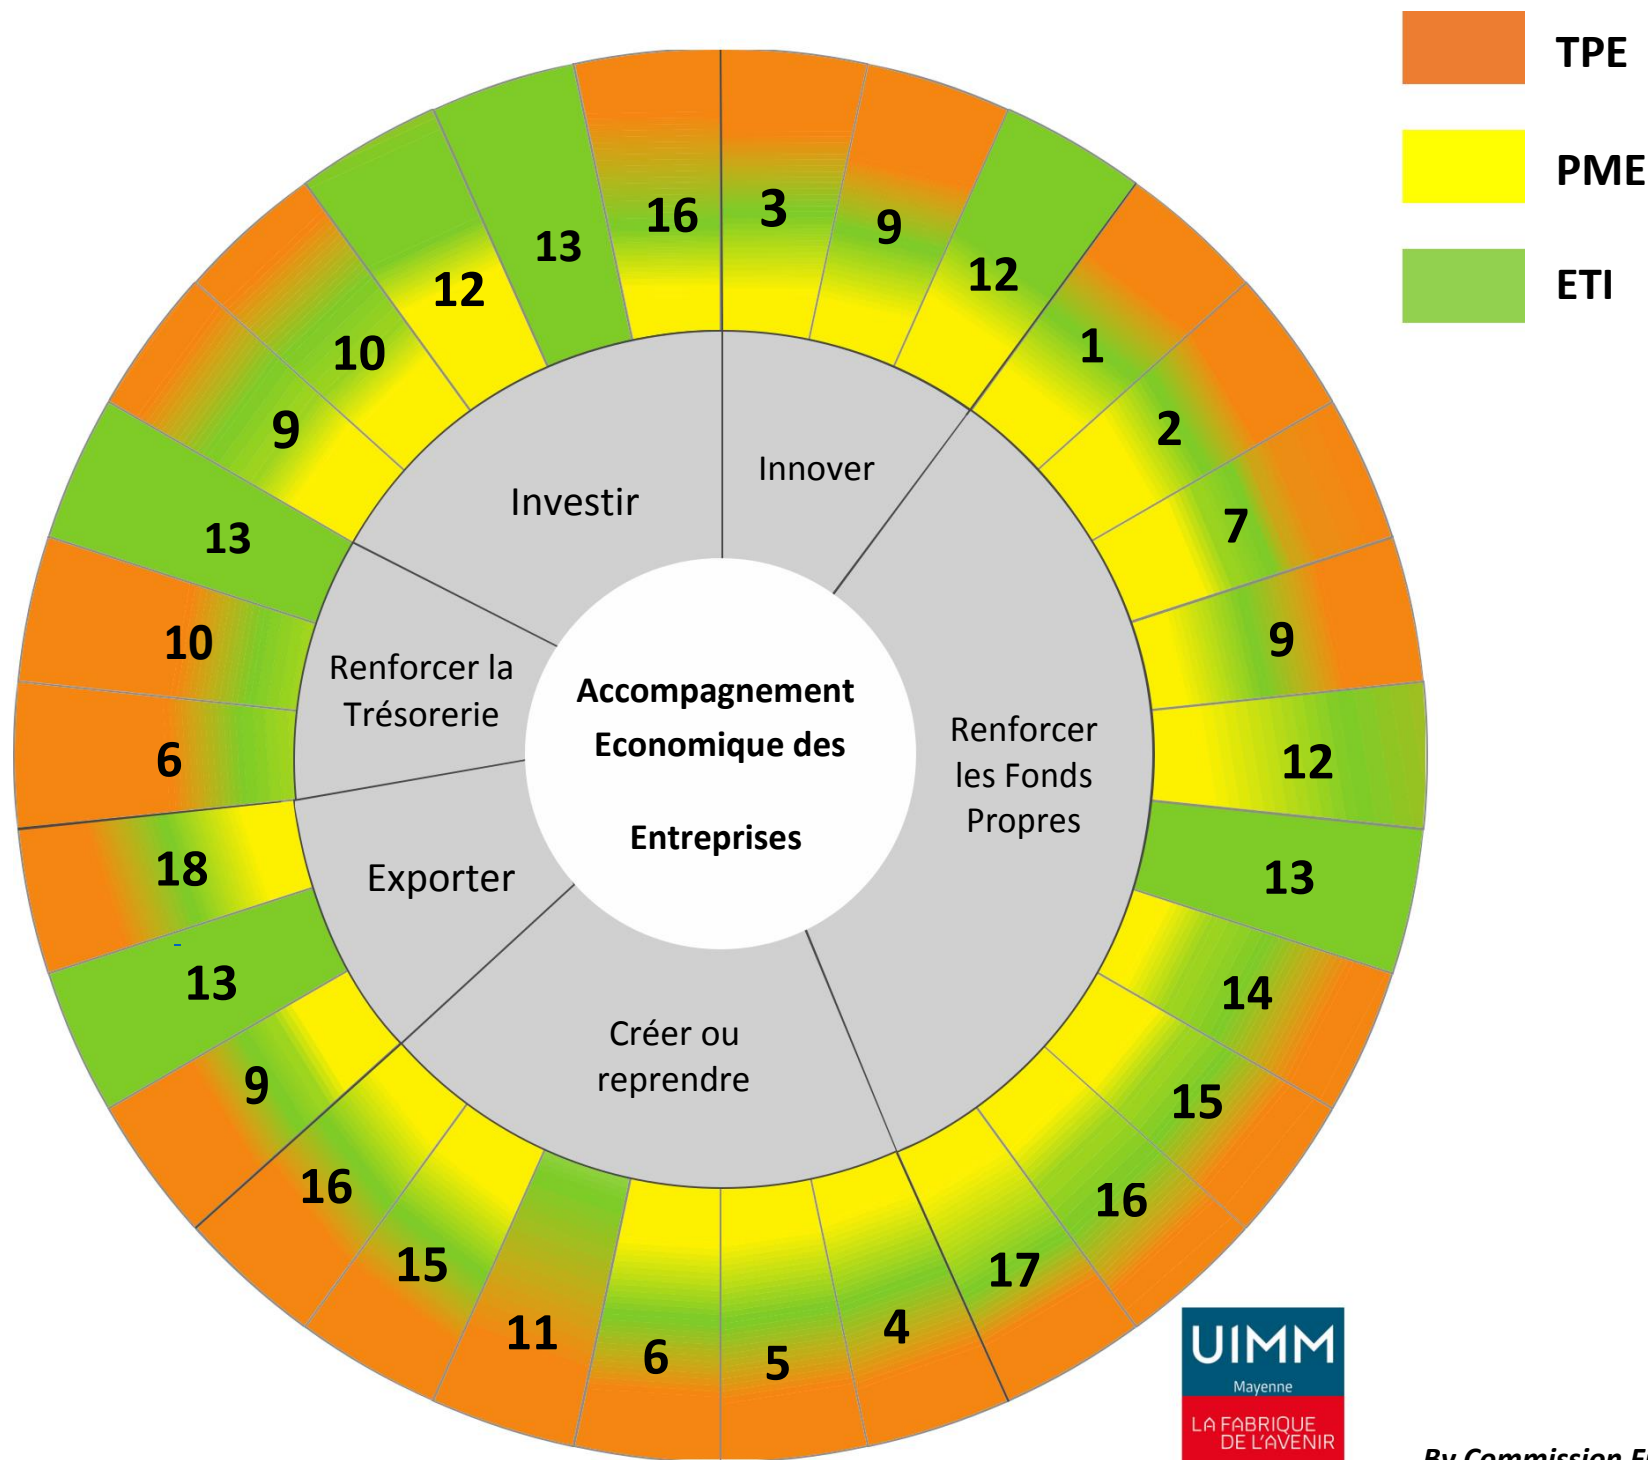 TPE
PME
ETI
16
3
9
12
1
2
7
9
12
13
14
15
16
17
4
5
6
11
15
16
9
13
18
6
10
13
9
10
12
13
Investir
Innover
Renforcer la
Trésorerie
Renforcer
les Fonds
Propres
Exporter
Créer ou
reprendre
Accompagnement
Economique des
Entreprises
UIMM
Mayenne
LA FABRIQUE
DE L'AVENIR
By Commission